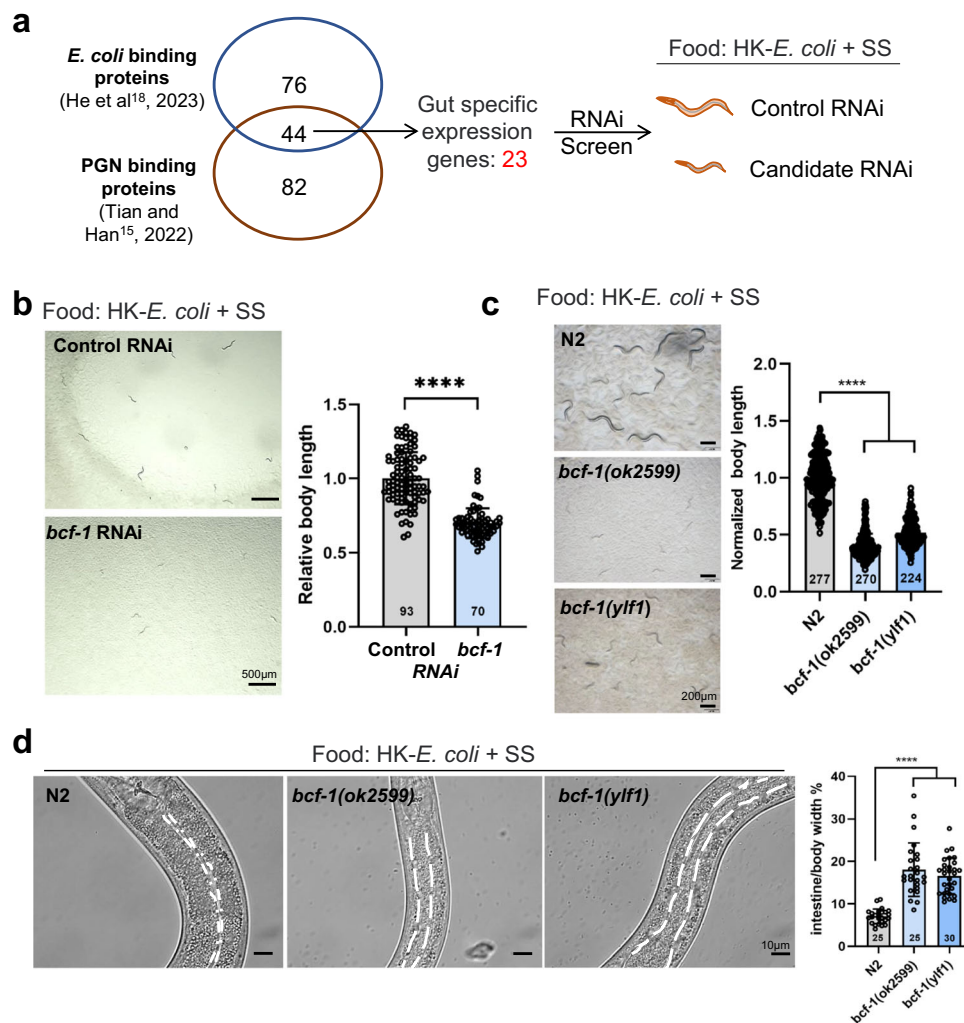 a
E. coli binding
proteins
(He et al18, 2023)
76
44
82
PGN binding
proteins
(Tian and
Han15, 2022)
Gut specific
expression
genes: 23
RNAi
Screen
Food: HK-E. coli + SS
Control RNAi
Candidate RNAi
b
Food: HK-E. coli + SS
Control RNAi
bcf-1 RNAi
500μm
Relative body length
1.5
1.0
0.5
0.0
****
93
70
Control
bcf-1
RNAi
c
Food: HK-E. coli + SS
N2
bcf-1(ok2599)
bcf-1(ylf1)
200μm
Normalized body length
2.0
1.5
1.0
0.5
0.0
****
277
270
224
N2
bcf-1(ok2599)
bcf-1(ylf1)
d
Food: HK-E. coli + SS
N2
bcf-1(ok2599)
bcf-1(ylf1)
10μm
intestine/body width %
40
30
20
10
0
****
25
25
30
N2
bcf-1(ok2599)
bcf-1(ylf1)